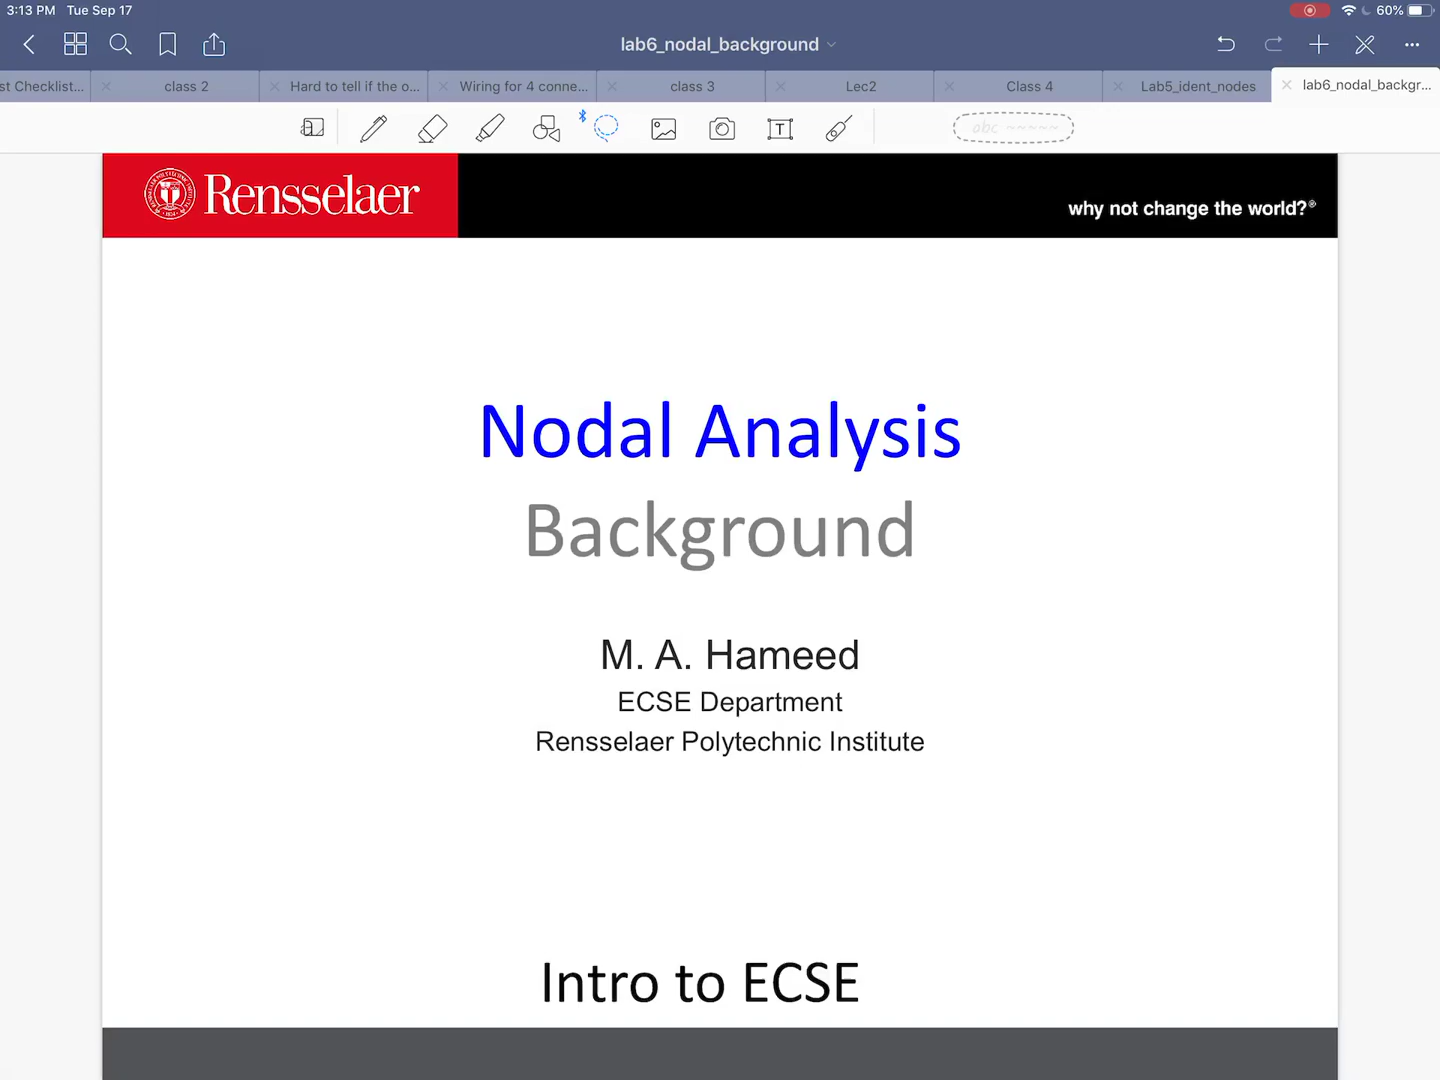 3:13 PM Tue Sep 17
60%
lab6_nodal_background
st Checklist...
class 2
Hard to tell if the o...
Wiring for 4 conne...
class 3
Lec2
Class 4
Lab5_ident_nodes
lab6_nodal_backgr...
a
T
abc
Rensselaer
why not change the world?®
Nodal Analysis
Background
M. A. Hameed
ECSE Department
Rensselaer Polytechnic Institute
Intro to ECSE